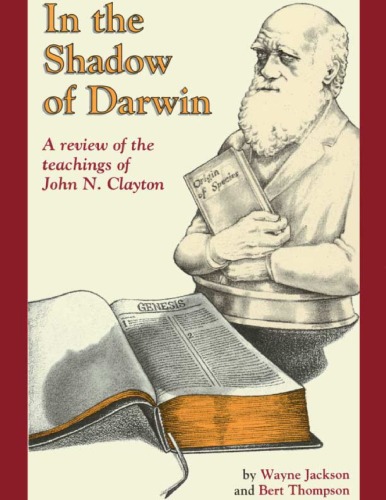 In the
Shadow
of Darwin
A review of the
teachings of
John N. Clayton
Origin
of
Species
GENESIS
by Wayne Jackson
and Bert Thompson